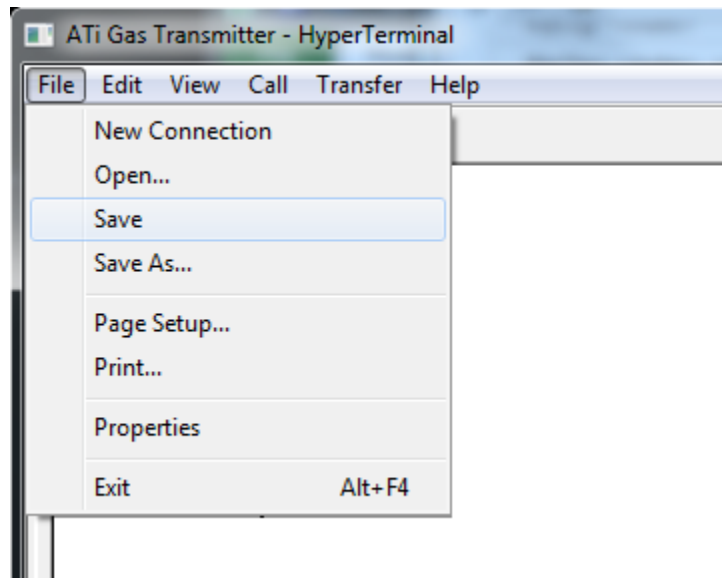 ATi Gas Transmitter - HyperTerminal
File Edit View Call Transfer Help
New Connection
Open...
Save
Save As...
Page Setup...
Print...
Properties
Exit Alt+F4